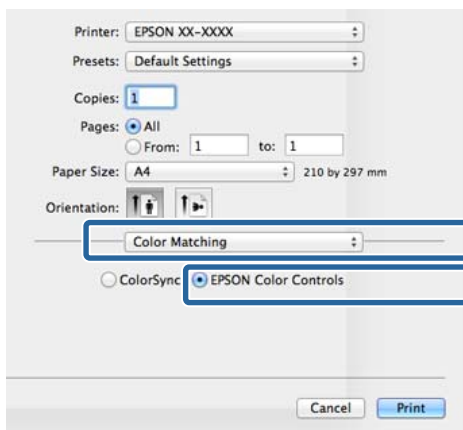 Printer: EPSON XX-XXXX
Presets: Default Settings
Copies: 1
Pages: All
From: 1 to: 1
Paper Size: A4 210 by 297 mm
Orientation:
Color Matching
ColorSync EPSON Color Controls
Cancel Print